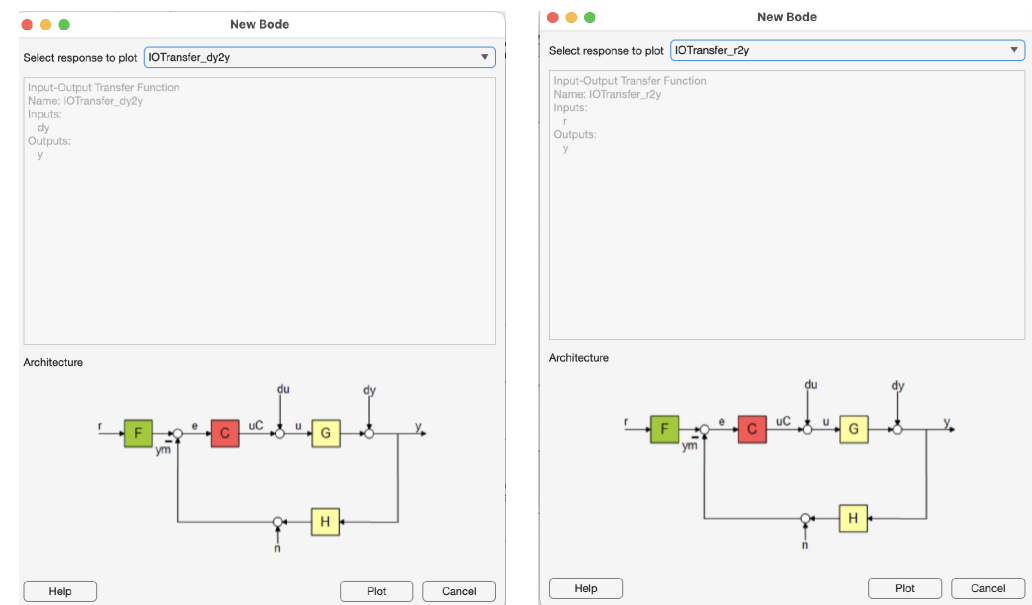 New Bode
Select response to plot IOTransfer_dy2y
Input-Output Transfer Function
Name: IOTransfer_dy2y
Inputs:
dy
Outputs:
y
Architecture
du dy
r F e C uC u G y
ym
H
n
Help Plot Cancel
New Bode
Select response to plot IOTransfer_r2y
Input-Output Transfer Function
Name: IOTransfer_r2y
Inputs:
r
Outputs:
y
Architecture
du dy
r F e C uC u G y
ym
H
n
Help Plot Cancel